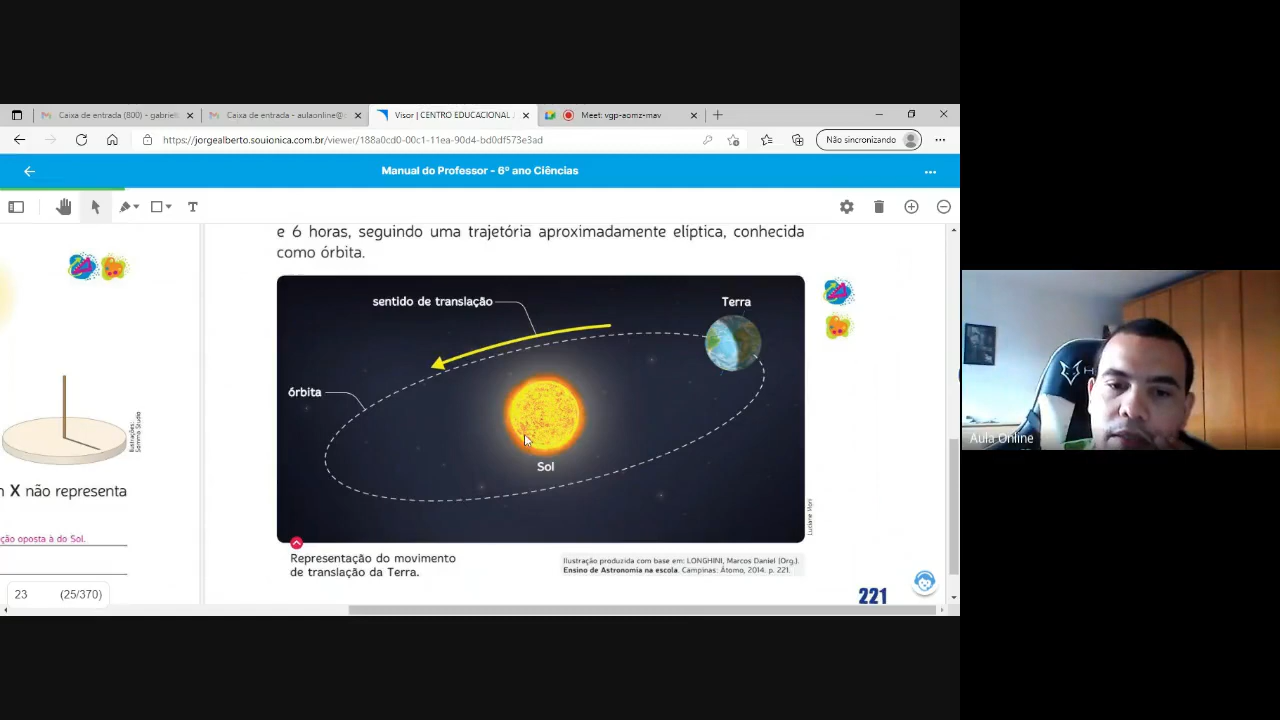 Caixa de entrada (800) - gabriel
Caixa de entrada - aulaonline@
Visor | CENTRO EDUCACIONAL
Meet: vgp-aomz-mav
https://jorgealberto.souionica.com.br/viewer/188a0cd0-00c1-11ea-90d4-bd0df573e3ad
Não sincronizando
Manual do Professor - 6º ano Ciências
T
e 6 horas, seguindo uma trajetória aproximadamente elíptica, conhecida
como órbita.
sentido de translação
Terra
órbita
Sol
Ilustrações:
X não representa
ção oposta à do Sol.
Representação do movimento
de translação da Terra.
Ilustração produzida com base em: LONGHINI, Marcos Daniel (Org.).
Ensino de Astronomia na escola. Campinas: Átomo, 2014. p. 221.
23 (25/370)
221
Aula Online